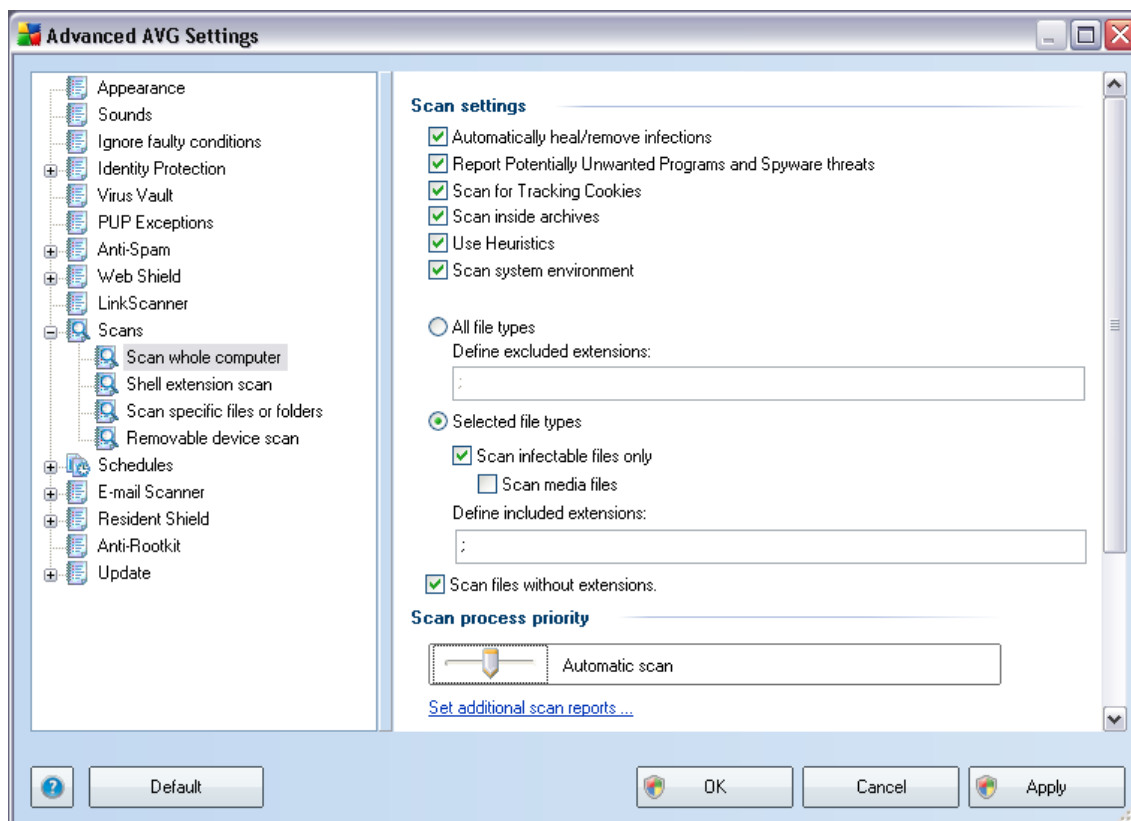 Advanced AVG Settings
Appearance
Sounds
Ignore faulty conditions
Identity Protection
Virus Vault
PUP Exceptions
Anti-Spam
Web Shield
LinkScanner
Scans
Scan whole computer
Shell extension scan
Scan specific files or folders
Removable device scan
Schedules
E-mail Scanner
Resident Shield
Anti-Rootkit
Update
Scan settings
Automatically heal/remove infections
Report Potentially Unwanted Programs and Spyware threats
Scan for Tracking Cookies
Scan inside archives
Use Heuristics
Scan system environment
All file types
Define excluded extensions:
;
Selected file types
Scan infectable files only
Scan media files
Define included extensions:
;
Scan files without extensions.
Scan process priority
Automatic scan
Set additional scan reports ...
?
Default
OK
Cancel
Apply